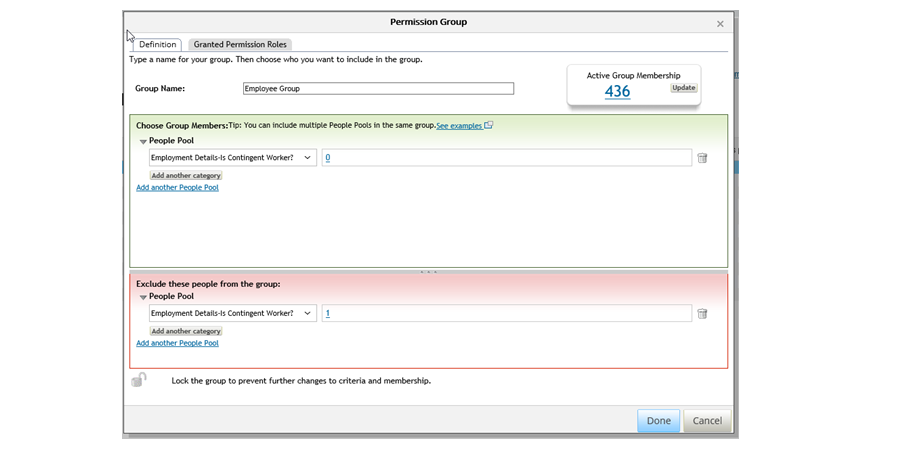 Permission Group
Definition
Granted Permission Roles
Type a name for your group. Then choose who you want to include in the group.
Active Group Membership
436
Update
Group Name:
Employee Group
Choose Group Members:Tip: You can include multiple People Pools in the same group.See examples
People Pool
Employment Details-Is Contingent Worker?
0
Add another category
Add another People Pool
Exclude these people from the group:
People Pool
Employment Details-Is Contingent Worker?
1
Add another category
Add another People Pool
Lock the group to prevent further changes to criteria and membership.
Done
Cancel